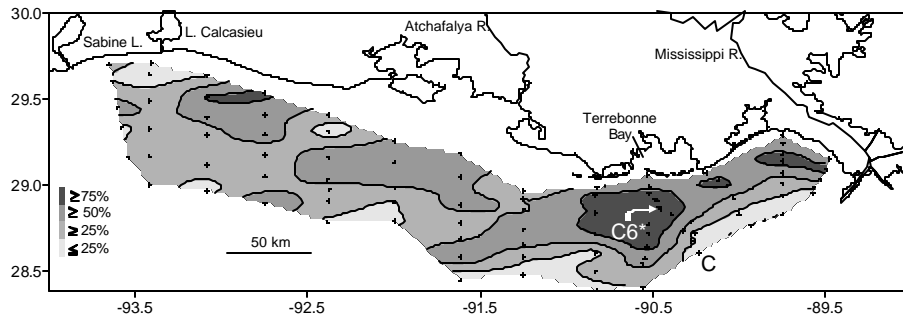 30.0
29.5
29.0
28.5
Sabine L.
L. Calcasieu
Atchafalya R.
Mississippi R.
Terrebonne
Bay
≥75%
≥ 50%
≥ 25%
≤ 25%
50 km
C6*
C
-93.5
-92.5
-91.5
-90.5
-89.5